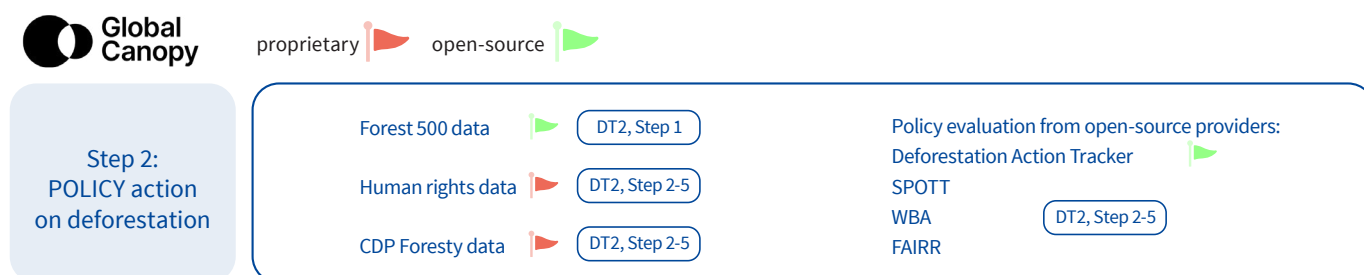 Global
Canopy
proprietary
open-source
Step 2:
POLICY action
on deforestation
Forest 500 data
DT2, Step 1
Human rights data
DT2, Step 2-5
CDP Foresty data
DT2, Step 2-5
Policy evaluation from open-source providers:
Deforestation Action Tracker
SPOTT
WBA
DT2, Step 2-5
FAIRR